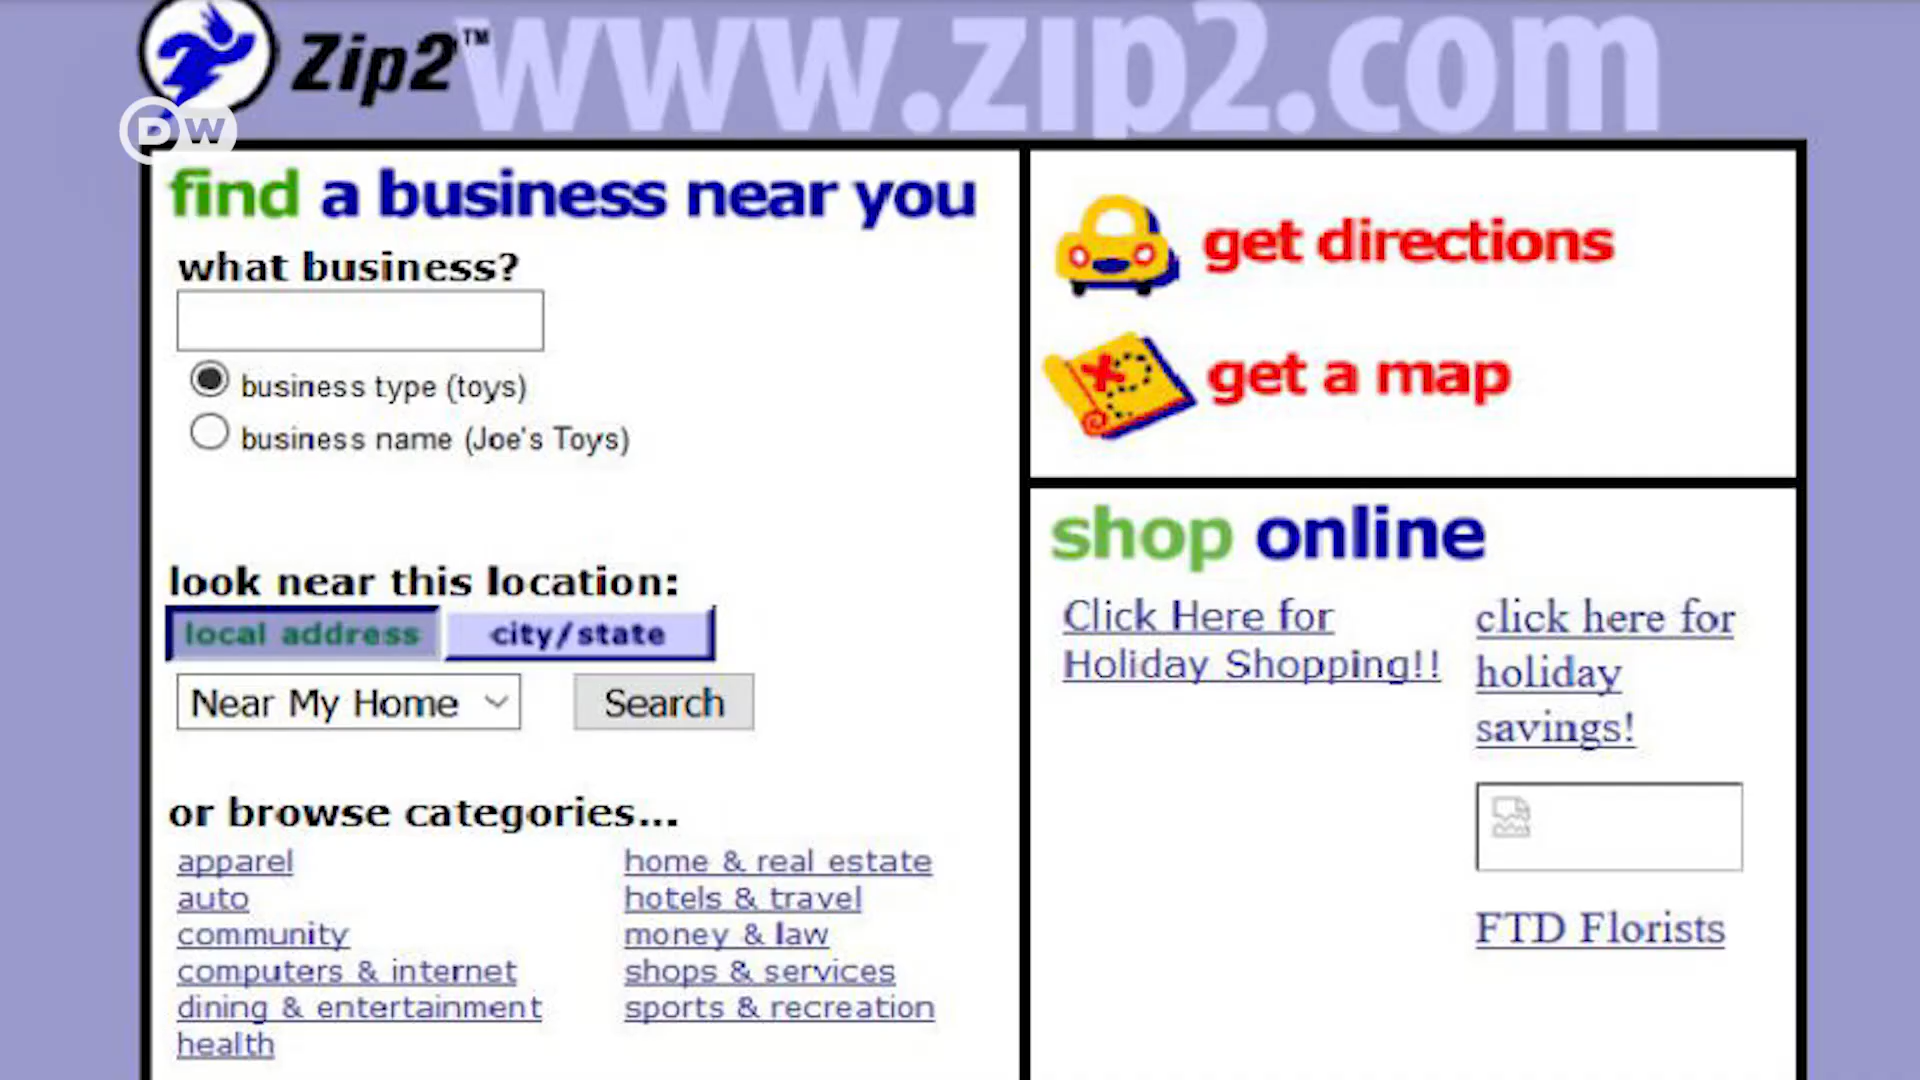 Zip2™
www.zip2.com
DW
find a business near you
what business?
business type (toys)
business name (Joe's Toys)
look near this location:
local address city/state
Near My Home Search
or browse categories...
apparel
auto
community
computers & internet
dining & entertainment
health
home & real estate
hotels & travel
money & law
shops & services
sports & recreation
get directions
get a map
shop online
Click Here for
Holiday Shopping!!
click here for
holiday
savings!
FTD Florists